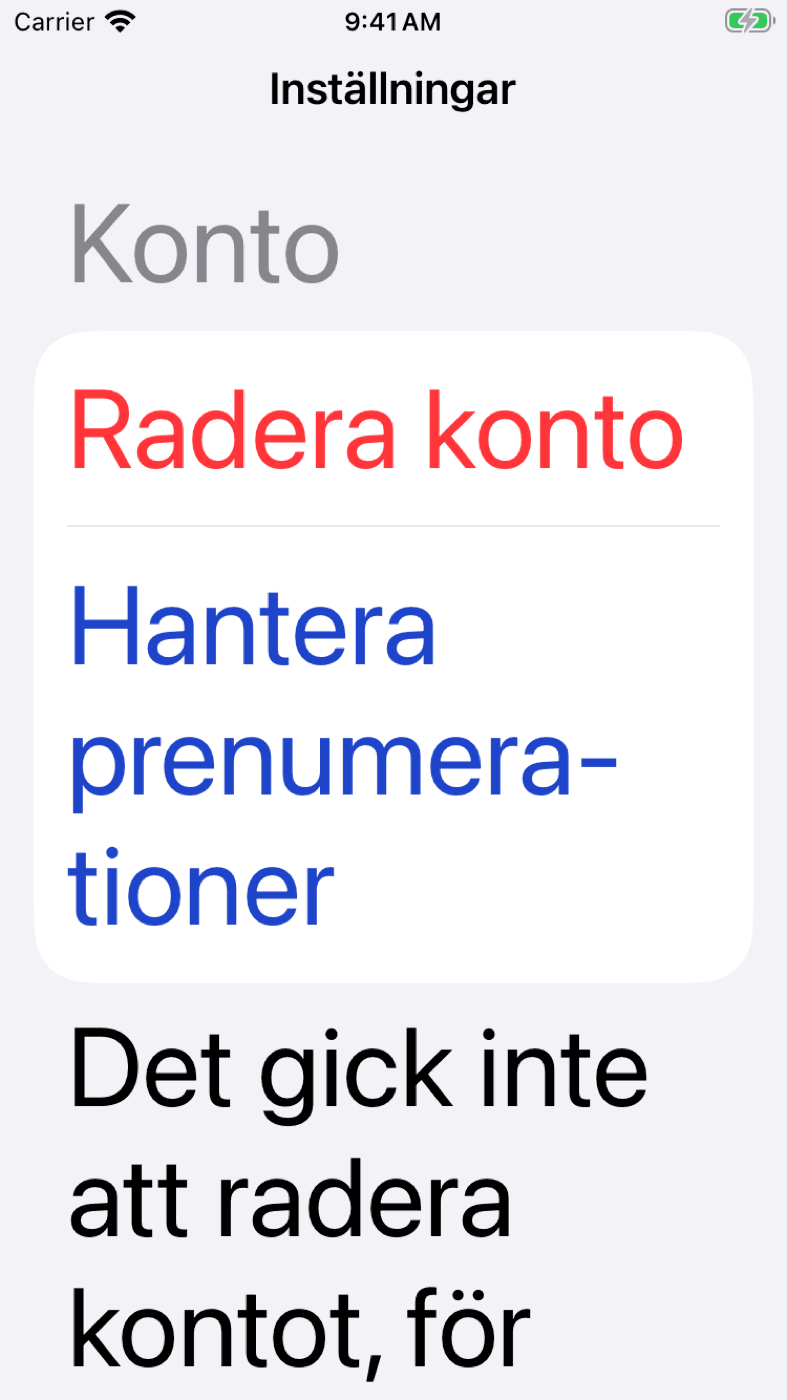 Carrier 9:41 AM
Inställningar
Konto
Radera konto
Hantera
prenumera-
tioner
Det gick inte
att radera
kontot, för